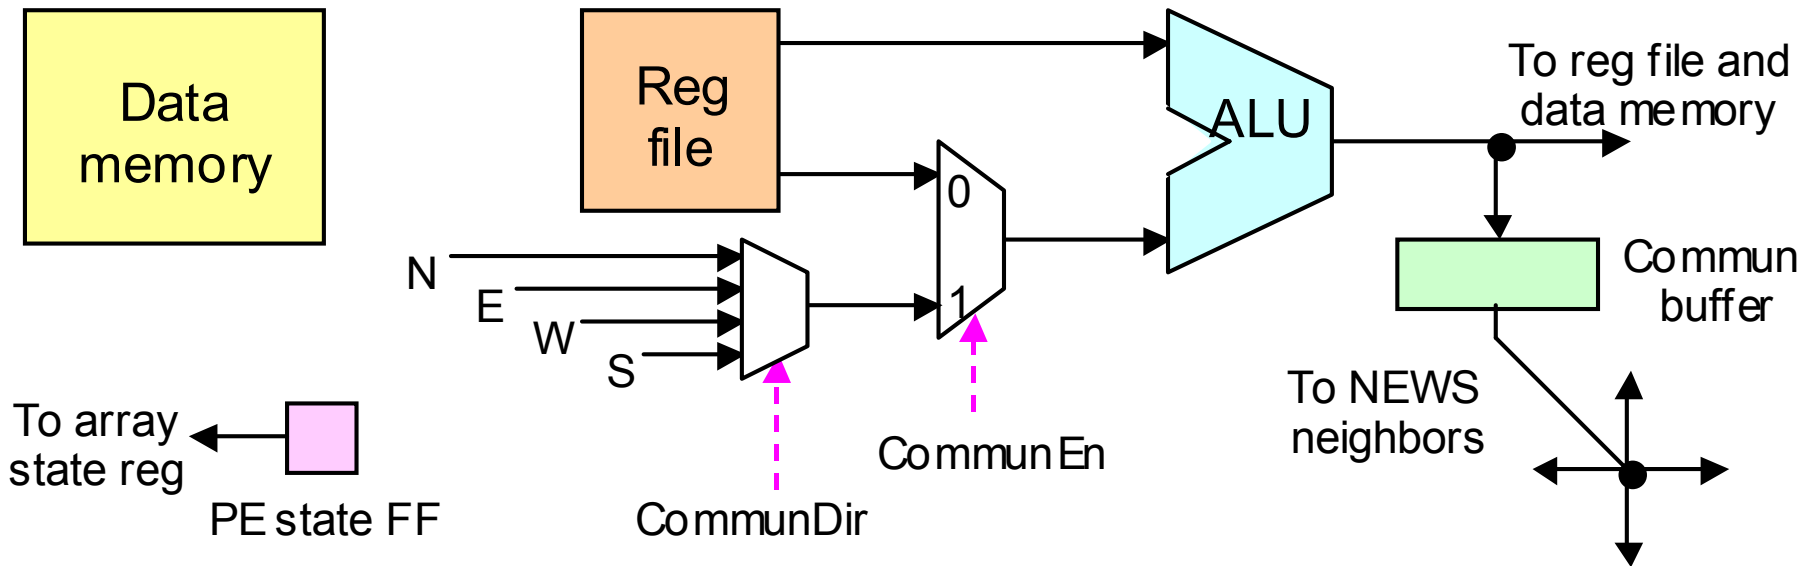 Data
memory
Reg
file
ALU
To reg file and
data memory
0
1
N
E
W
S
Commun
buffer
To NEWS
neighbors
To array
state reg
PE state FF
CommunEn
CommunDir